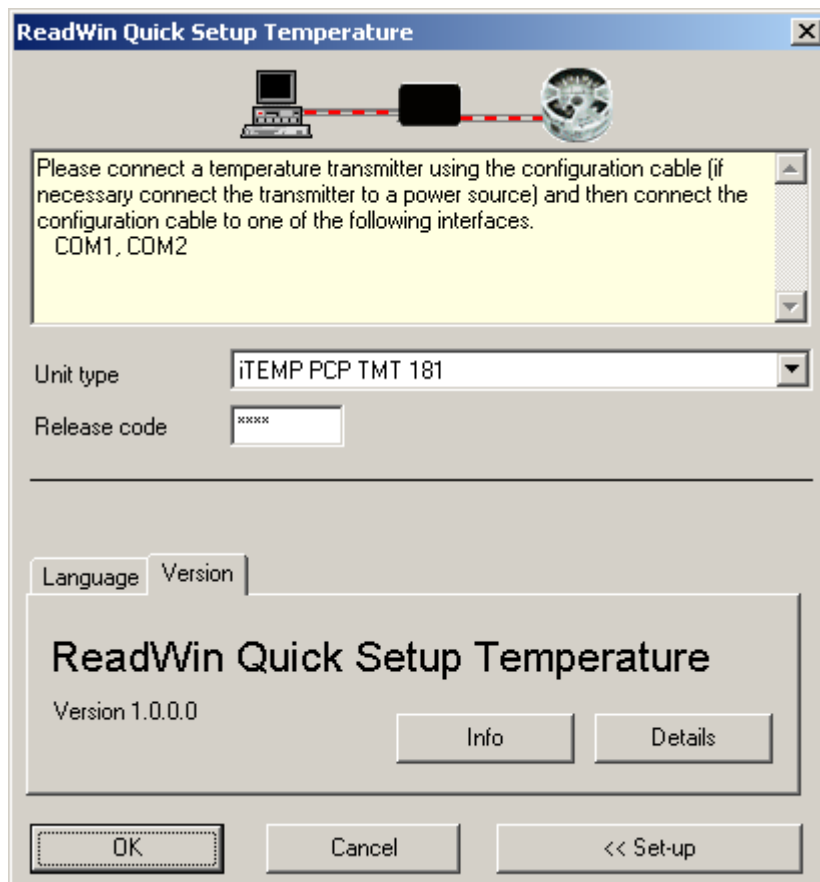 ReadWin Quick Setup Temperature
Please connect a temperature transmitter using the configuration cable (if
necessary connect the transmitter to a power source) and then connect the
configuration cable to one of the following interfaces.
COM1, COM2
Unit type
iTEMP PCP TMT 181
Release code
****
Language
Version
ReadWin Quick Setup Temperature
Version 1.0.0.0
Info
Details
OK
Cancel
<< Set-up